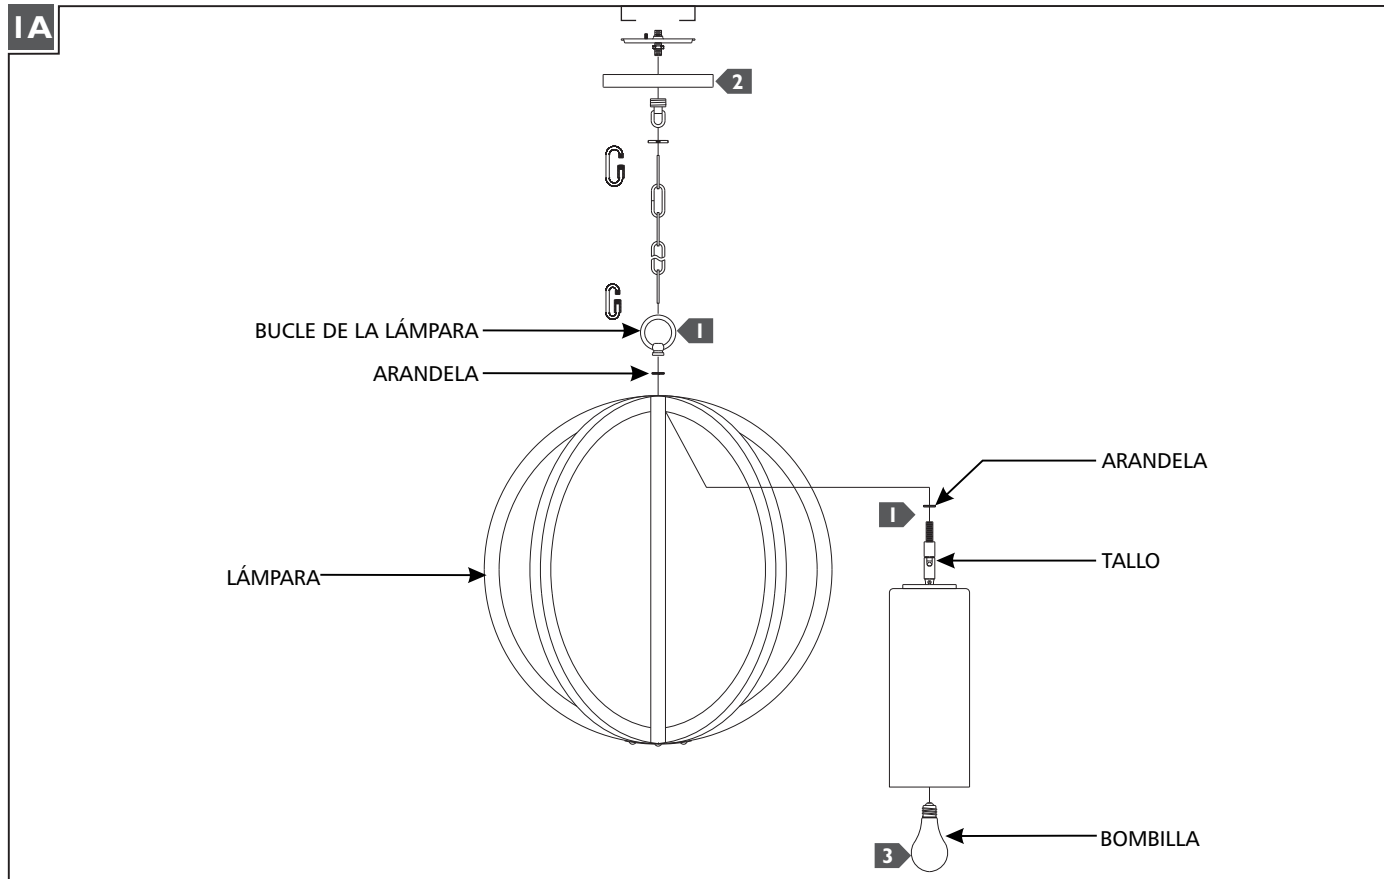 1A
2
BUCLE DE LA LÁMPARA
1
ARANDELA
ARANDELA
1
TALLO
LÁMPARA
BOMBILLA
3